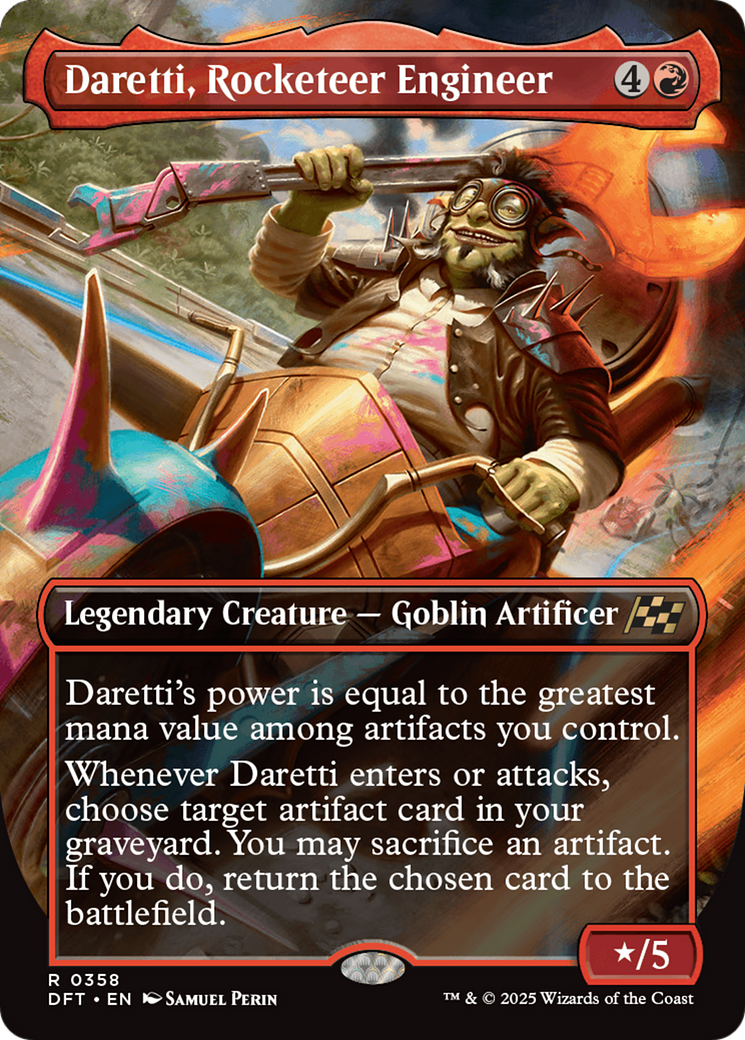 Daretti, Rocketeer Engineer 4
Legendary Creature — Goblin Artificer
Daretti's power is equal to the greatest
mana value among artifacts you control.
Whenever Daretti enters or attacks,
choose target artifact card in your
graveyard. You may sacrifice an artifact.
If you do, return the chosen card to the
battlefield.
★/5
R 0358
DFT • EN Samuel Perin
™ & © 2025 Wizards of the Coast